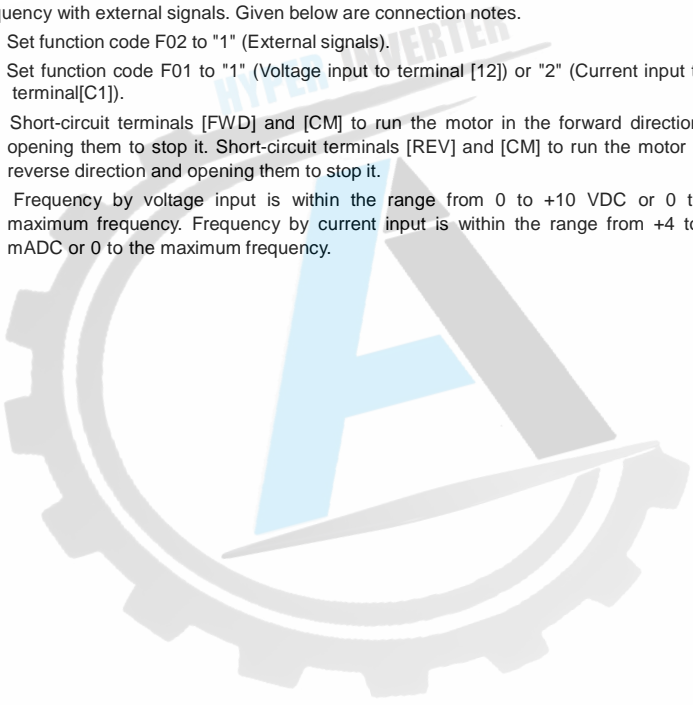 quency with external signals. Given below are connection notes.
HYPER INVERTER
Set function code F02 to "1" (External signals).
Set function code F01 to "1" (Voltage input to terminal [12]) or "2" (Current input
terminal[C1]).
Short-circuit terminals [FWD] and [CM] to run the motor in the forward direction
opening them to stop it. Short-circuit terminals [REV] and [CM] to run the motor
reverse direction and opening them to stop it.
Frequency by voltage input is within the range from 0 to +10 VDC or 0 t
maximum frequency. Frequency by current input is within the range from +4 to
mADC or 0 to the maximum frequency.